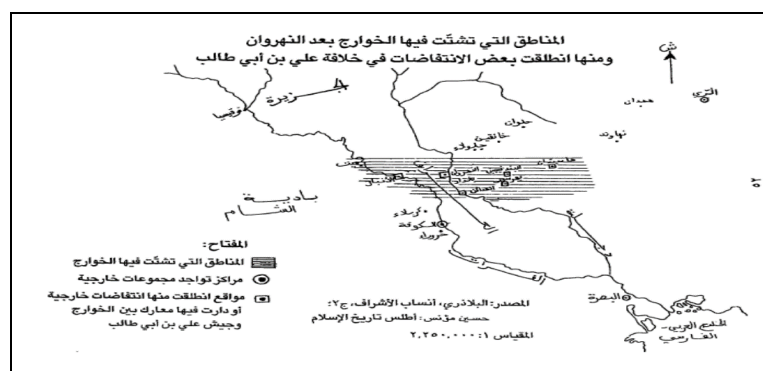 المناطق التي تشتّت فيها الخوارج بعد النهروان
ومنها انطلقت بعض الانتفاضات في خلافة علي بن أبي طالب
ش
الجزيرة
الري
همدان
نهاوند
حلوان
خانقين
جلولاء
هيت
بادية
الشام
كربلاء
الكوفة
البصرة
الخليج العربي -
الفارسي
٥٢
المفتاح:
المناطق التي تشتّت فيها الخوارج
مراكز تواجد مجموعات خارجية
مواقع انطلقت منها انتفاضات خارجية
أو دارت فيها معارك بين الخوارج
وجيش علي بن أبي طالب
المصدر: البلاذري، أنساب الأشراف، ج٢؛
حسين مؤنس: أطلس تاريخ الإسلام
المقياس ١: ٢,٢٥٠,٠٠٠